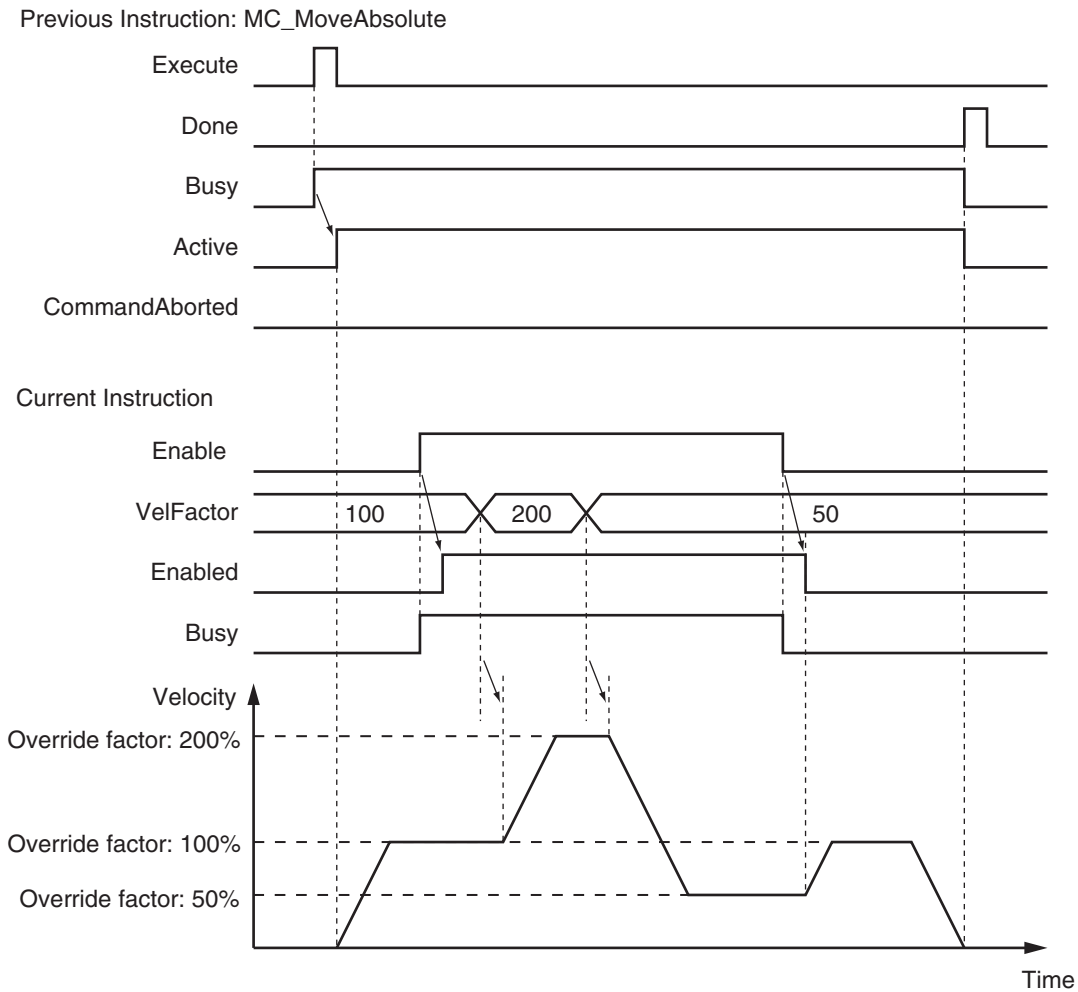 Previous Instruction: MC_MoveAbsolute
Execute
Done
Busy
Active
CommandAborted
Current Instruction
Enable
VelFactor
100
200
50
Enabled
Busy
Velocity
Override factor: 200%
Override factor: 100%
Override factor: 50%
Time